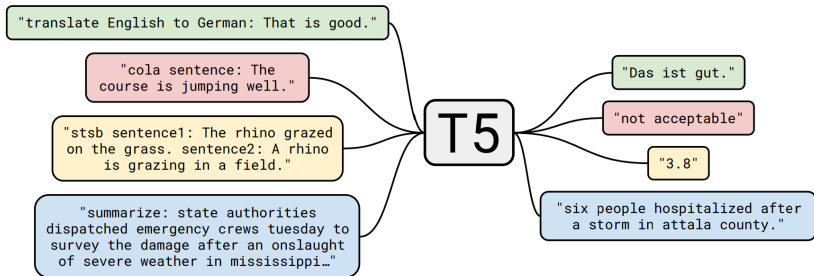 "translate English to German: That is good."
"cola sentence: The
course is jumping well."
"stsb sentence1: The rhino grazed
on the grass. sentence2: A rhino
is grazing in a field."
"summarize: state authorities
dispatched emergency crews tuesday to
survey the damage after an onslaught
of severe weather in mississippi…"
T5
"Das ist gut."
"not acceptable"
"3.8"
"six people hospitalized after
a storm in attala county."